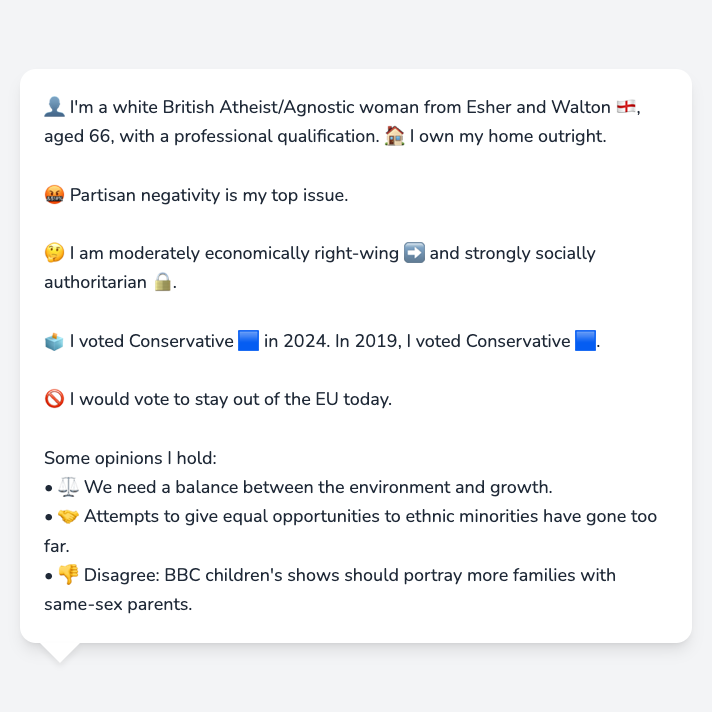 👤 I'm a white British Atheist/Agnostic woman from Esher and Walton 🏴󠁧󠁢󠁥󠁮󠁧󠁿,
aged 66, with a professional qualification. 🏠 I own my home outright.
🤬 Partisan negativity is my top issue.
🤔 I am moderately economically right-wing ➡️ and strongly socially
authoritarian 🔒.
🗳️ I voted Conservative 🟦 in 2024. In 2019, I voted Conservative 🟦.
🚫 I would vote to stay out of the EU today.
Some opinions I hold:
• ⚖️ We need a balance between the environment and growth.
• 🤝 Attempts to give equal opportunities to ethnic minorities have gone too
far.
• 👎 Disagree: BBC children's shows should portray more families with
same-sex parents.